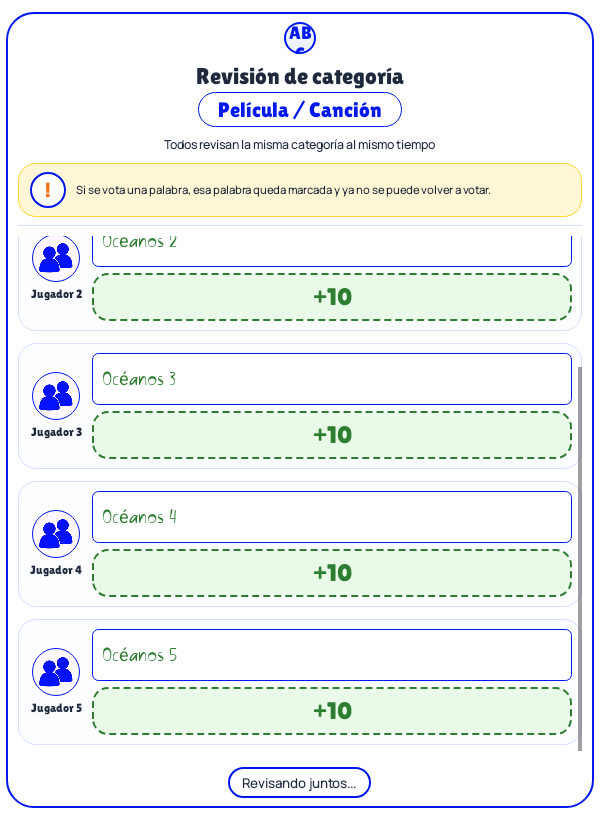 AB
Revisión de categoría
Película / Canción
Todos revisan la misma categoría al mismo tiempo
!
Si se vota una palabra, esa palabra queda marcada y ya no se puede volver a votar.
Océanos 2
Jugador 2
+10
Océanos 3
Jugador 3
+10
Océanos 4
Jugador 4
+10
Océanos 5
Jugador 5
+10
Revisando juntos...